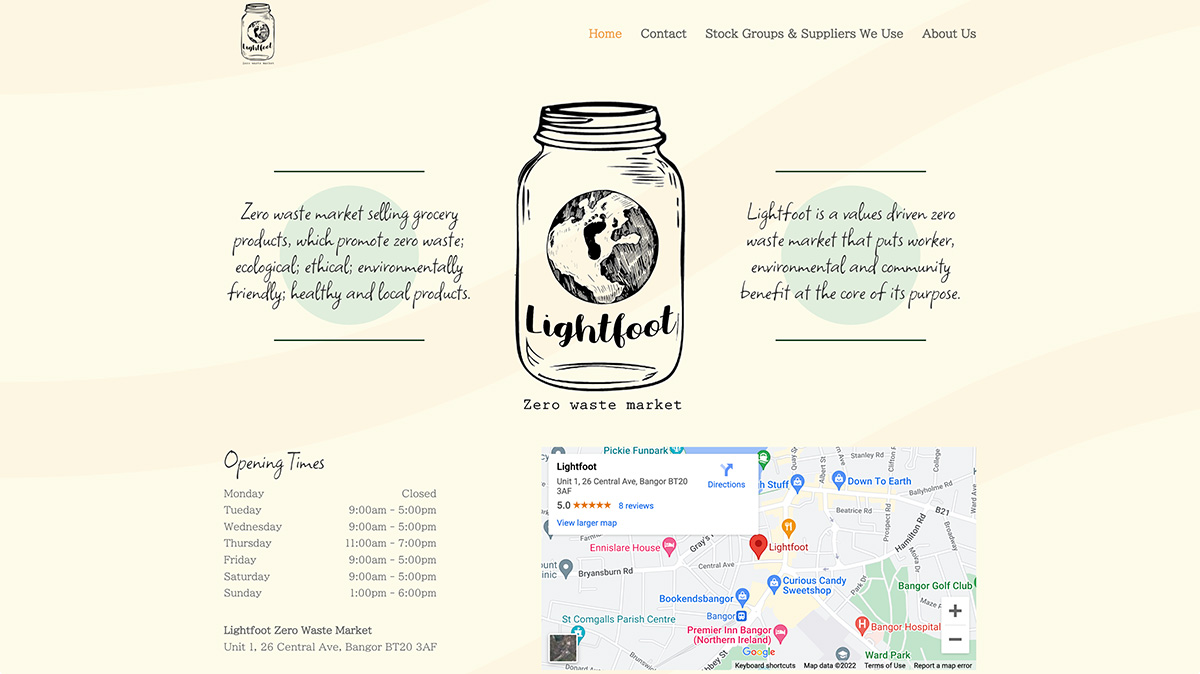 Lightfoot
Zero waste market
Home Contact Stock Groups & Suppliers We Use About Us
Zero waste market selling grocery
products, which promote zero waste;
ecological; ethical; environmentally
friendly; healthy and local products.
Lightfoot
Zero waste market
Lightfoot is a values driven zero
waste market that puts worker,
environmental and community
benefit at the core of its purpose.
Opening Times
Monday Closed
Tueday 9:00am - 5:00pm
Wednesday 9:00am - 5:00pm
Thursday 11:00am - 7:00pm
Friday 9:00am - 5:00pm
Saturday 9:00am - 5:00pm
Sunday 1:00pm - 6:00pm
Lightfoot Zero Waste Market
Unit 1, 26 Central Ave, Bangor BT20 3AF
Lightfoot
Unit 1, 26 Central Ave, Bangor BT20
3AF
5.0 8 reviews
View larger map
Directions
Pickie Funpark
Quay St
Albert St
Stanley Rd
Clifton
College
Stuff
Down To Earth
Ballyholme Rd
Ward Ave
Beatrice Rd
Prospect Rd
B21
Hamilton Rd
Broadway
Moira Dr
Gray's
Ennislare House
Lightfoot
Central Ave
Bryansburn Rd
Curious Candy
Sweetshop
Park Dr
Bangor Golf Club
Bookendsbangor
Maze
Bangor
St Comgalls Parish Centre
Premier Inn Bangor
(Northern Ireland)
Bangor Hospital
Ward Park
Brunswick
Abbey St
+
−
Google
Keyboard shortcuts Map data ©2022 Terms of Use Report a map error